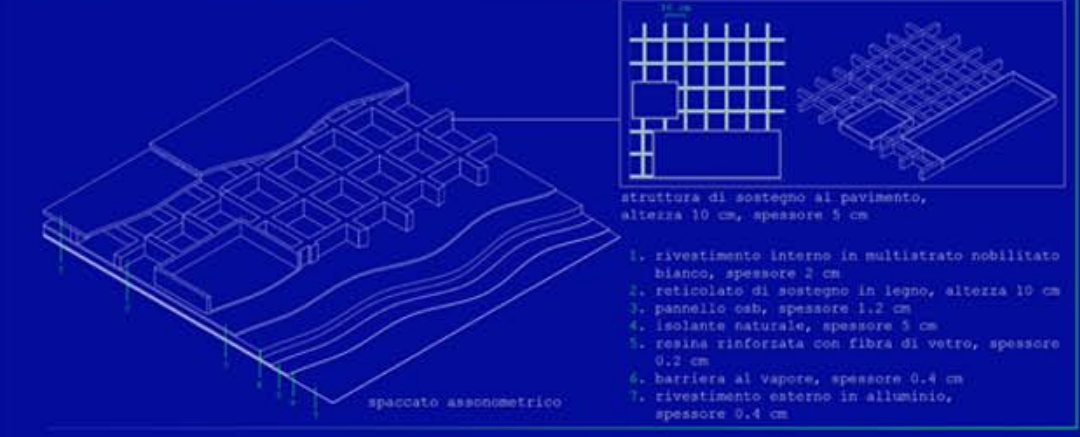 10 cm
struttura di sostegno al pavimento,
altezza 10 cm, spessore 5 cm
1. rivestimento interno in multistrato nobilitato
bianco, spessore 2 cm
2. reticolato di sostegno in legno, altezza 10 cm
3. pannello osb, spessore 1.2 cm
4. isolante naturale, spessore 5 cm
5. resina rinforzata con fibra di vetro, spessore
0.2 cm
6. barriera al vapore, spessore 0.4 cm
7. rivestimento esterno in alluminio,
spessore 0.4 cm
spaccato assonometrico